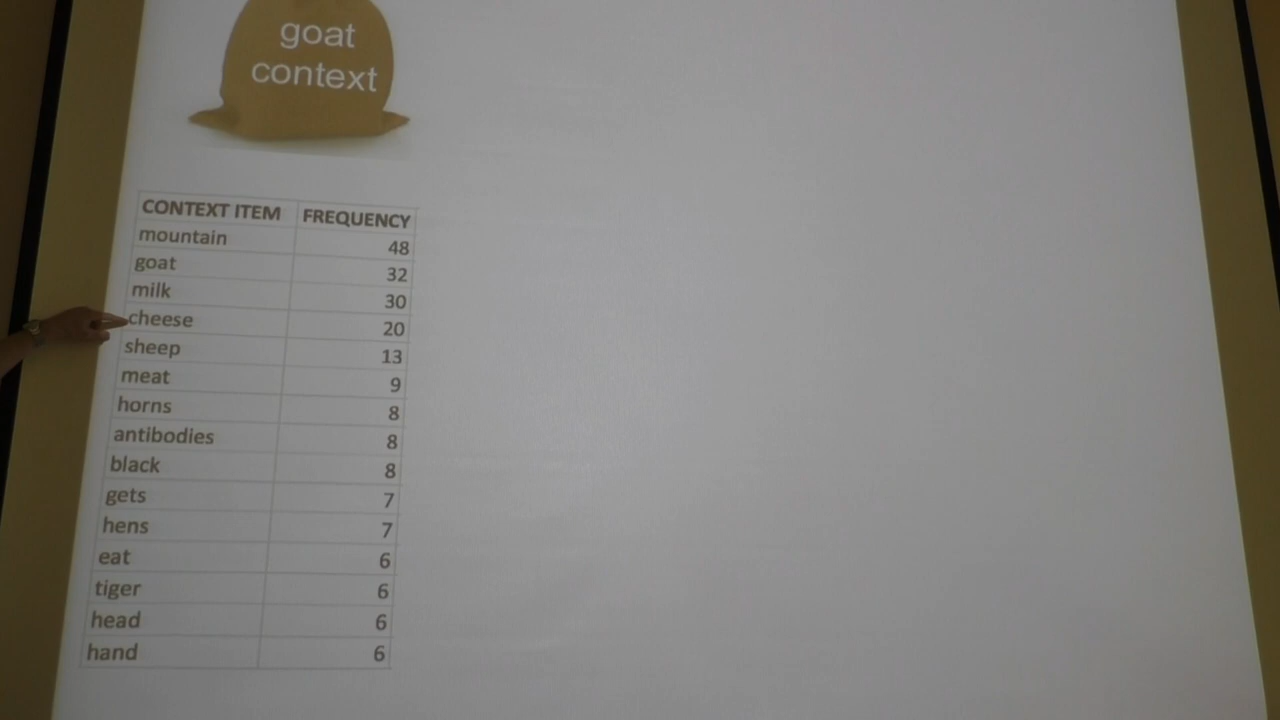 goat
context
CONTEXT ITEM FREQUENCY
mountain 48
goat 32
milk 30
cheese 20
sheep 13
meat 9
horns 8
antibodies 8
black 8
gets 7
hens 7
eat 6
tiger 6
head 6
hand 6